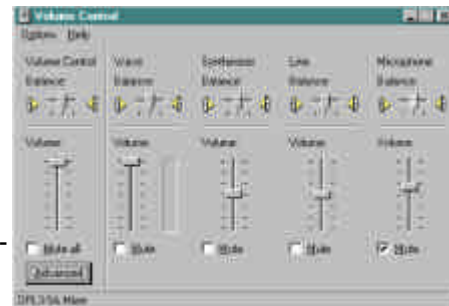 Volume Control
Options Help
Volume Control Wave Synthesizer Line Microphone
Balance Balance Balance Balance Balance
Volume Volume Volume Volume Volume
Mute all Mute Mute Mute Mute
Advanced